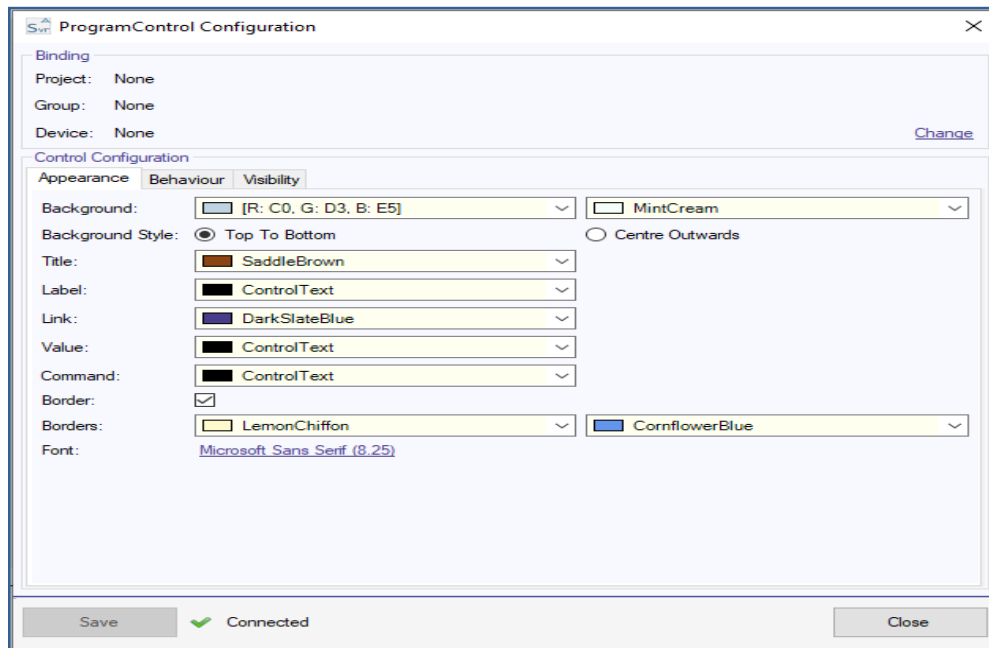 Svr ProgramControl Configuration
Binding
Project: None
Group: None
Device: None Change
Control Configuration
Appearance Behaviour Visibility
Background: [R: C0, G: D3, B: E5] MintCream
Background Style: Top To Bottom Centre Outwards
Title: SaddleBrown
Label: ControlText
Link: DarkSlateBlue
Value: ControlText
Command: ControlText
Border:
Borders: LemonChiffon CornflowerBlue
Font: Microsoft Sans Serif (8.25)
Save Connected Close